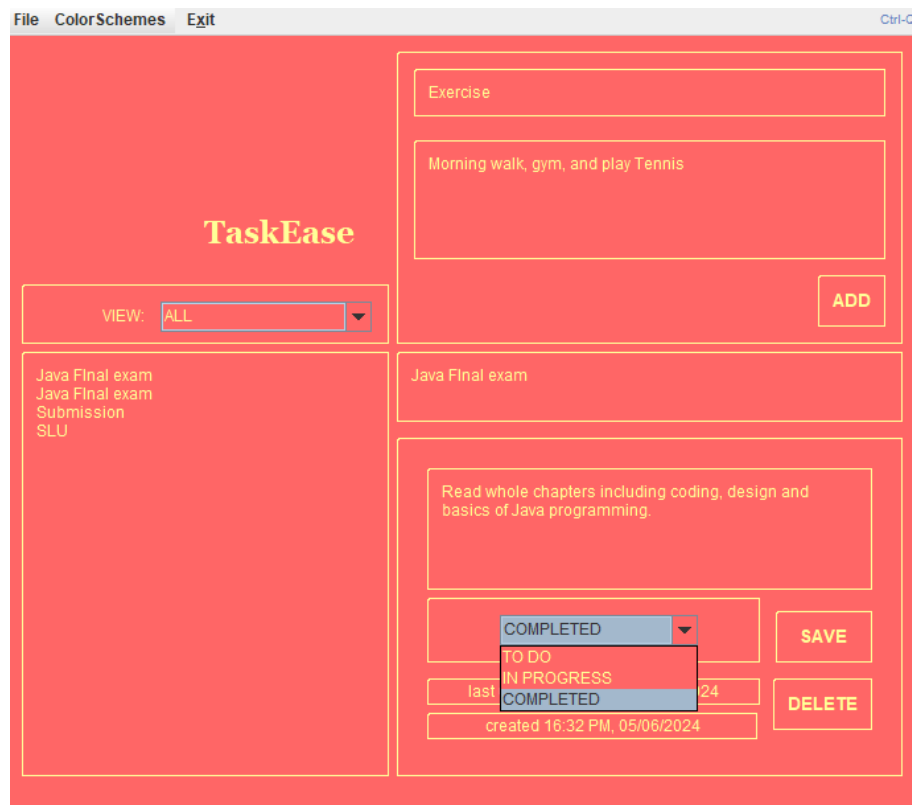 File ColorSchemes Exit Ctrl-Q
TaskEase
VIEW: ALL
Java FInal exam
Java FInal exam
Submission
SLU
Exercise
Morning walk, gym, and play Tennis
ADD
Java FInal exam
Read whole chapters including coding, design and
basics of Java programming.
COMPLETED
TO DO
IN PROGRESS
COMPLETED
SAVE
last 24
DELETE
created 16:32 PM, 05/06/2024